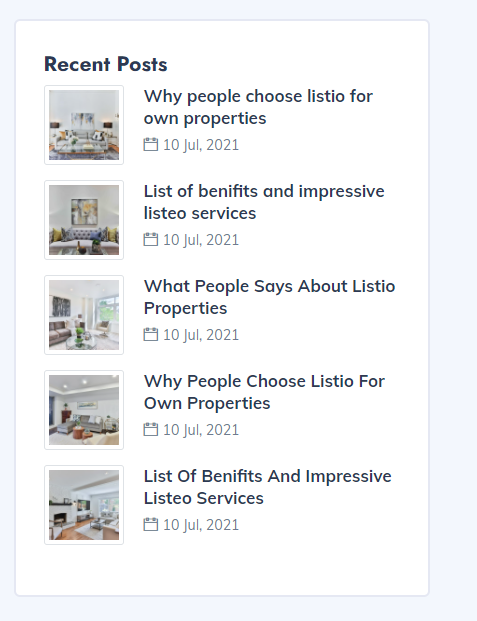 Recent Posts
Why people choose listio for
own properties
10 Jul, 2021
List of benifits and impressive
listeo services
10 Jul, 2021
What People Says About Listio
Properties
10 Jul, 2021
Why People Choose Listio For
Own Properties
10 Jul, 2021
List Of Benifits And Impressive
Listeo Services
10 Jul, 2021